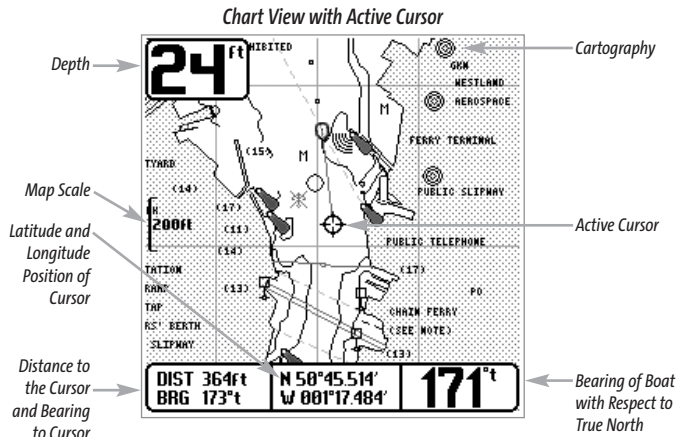 Chart View with Active Cursor
Depth
24 ft
HIBITED
Cartography
GKN
WESTLAND
AEROSPACE
M
(15)
M
FERRY TERMINAL
TYARD
(14)
PUBLIC SLIPWAY
Map Scale
(17)
200ft
(11)
Active Cursor
Latitude and
Longitude
Position of
Cursor
(14)
PUBLIC TELEPHONE
TATION
(17)
RAMP
(13)
PO
TAP
CHAIN FERRY
RS' BERTH
(SEE NOTE)
SLIPWAY
(13)
Distance to
the Cursor
and Bearing
to Cursor
DIST 364ft
BRG 173°t
N 50°45.514'
W 001°17.484'
171°t
Bearing of Boat
with Respect to
True North